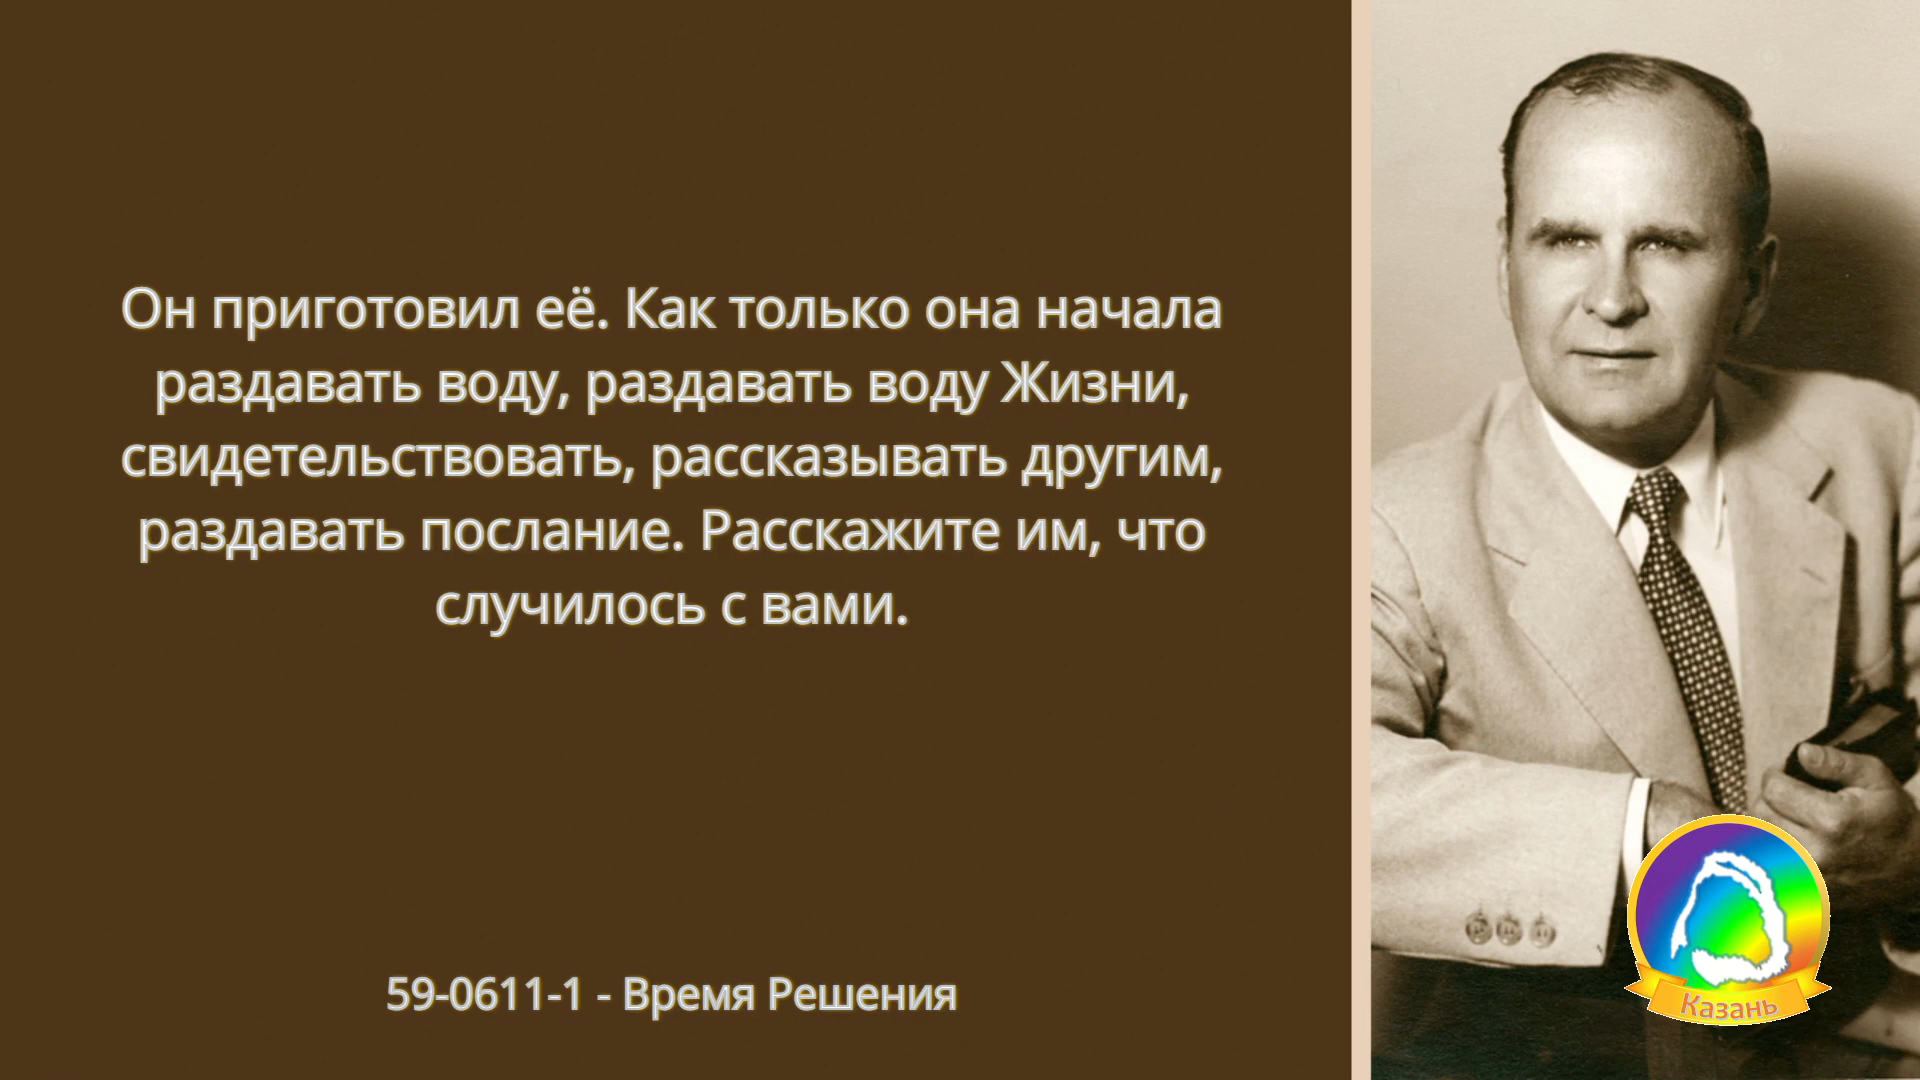 Он приготовил её. Как только она начала
раздавать воду, раздавать воду Жизни,
свидетельствовать, рассказывать другим,
раздавать послание. Расскажите им, что
случилось с вами.
59-0611-1 - Время Решения
Казань